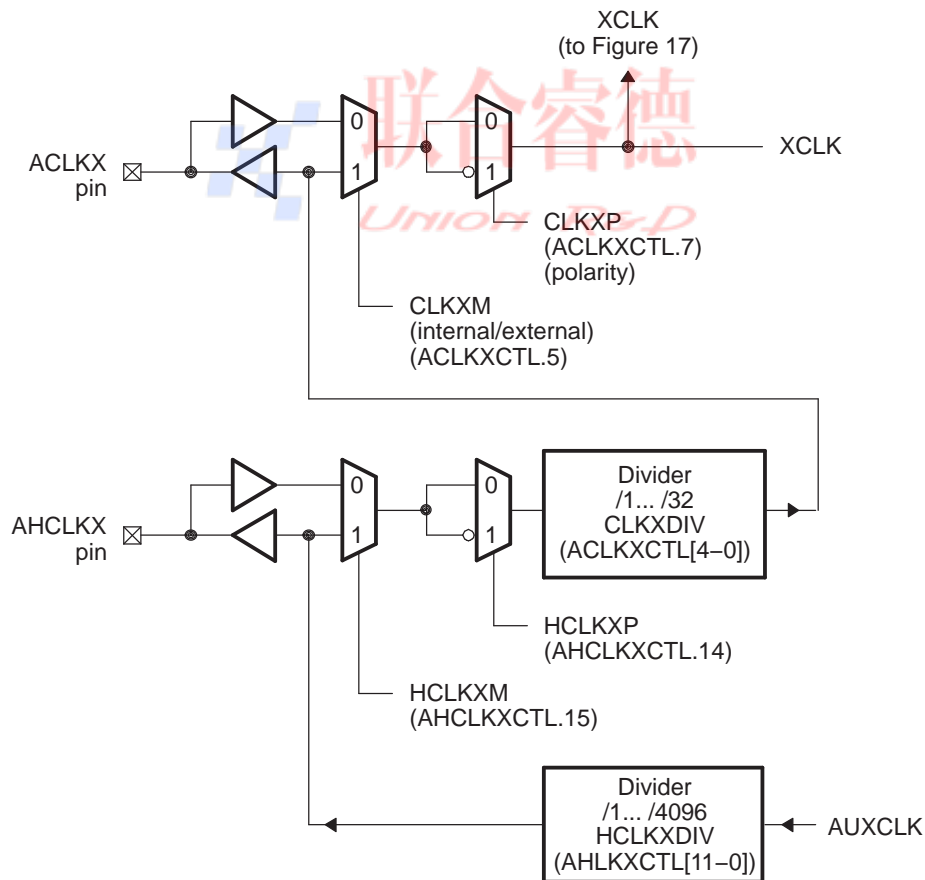 XCLK
(to Figure 17)
联合睿德
UNION R&D
0
1
0
1
ACLKX
pin
XCLK
CLKXP
(ACLKXCTL.7)
(polarity)
CLKXM
(internal/external)
(ACLKXCTL.5)
0
1
0
1
AHCLKX
pin
Divider
/1... /32
CLKXDIV
(ACLKXCTL[4−0])
HCLKXP
(AHCLKXCTL.14)
HCLKXM
(AHCLKXCTL.15)
Divider
/1... /4096
HCLKXDIV
(AHLKXCTL[11−0])
AUXCLK